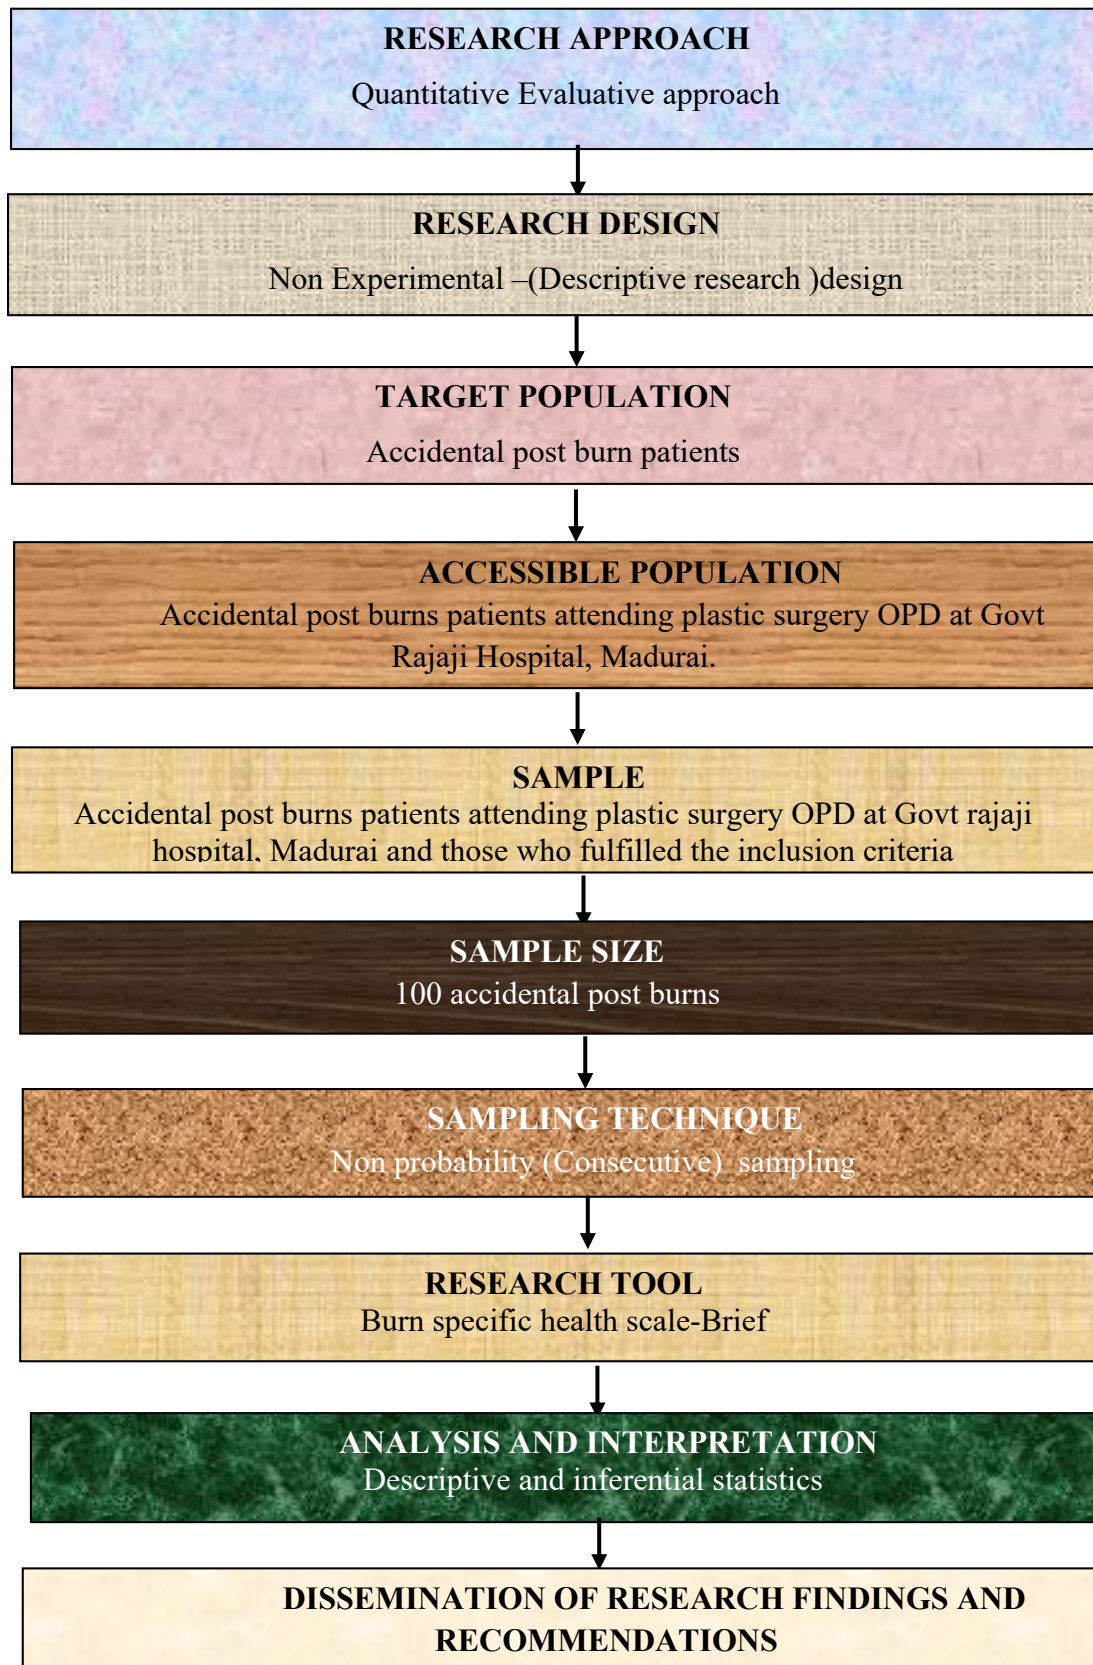 RESEARCH APPROACH
Quantitative Evaluative approach
RESEARCH DESIGN
Non Experimental –(Descriptive research )design
TARGET POPULATION
Accidental post burn patients
ACCESSIBLE POPULATION
Accidental post burns patients attending plastic surgery OPD at Govt
Rajaji Hospital, Madurai.
SAMPLE
Accidental post burns patients attending plastic surgery OPD at Govt rajaji
hospital, Madurai and those who fulfilled the inclusion criteria
SAMPLE SIZE
100 accidental post burns
SAMPLING TECHNIQUE
Non probability (Consecutive)  sampling
RESEARCH TOOL
Burn specific health scale-Brief
ANALYSIS AND INTERPRETATION
Descriptive and inferential statistics
DISSEMINATION OF RESEARCH FINDINGS AND
RECOMMENDATIONS